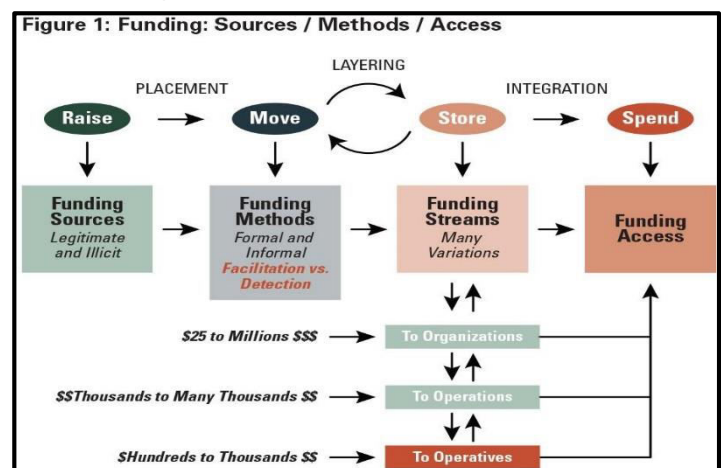 Figure 1: Funding: Sources / Methods / Access
LAYERING
PLACEMENT
INTEGRATION
Raise
Move
Store
Spend
Funding
Sources
Legitimate
and Illicit
Funding
Methods
Formal and
Informal
Facilitation vs.
Detection
Funding
Streams
Many
Variations
Funding
Access
$25 to Millions $$$
To Organizations
$$Thousands to Many Thousands $$
To Operations
$Hundreds to Thousands $$
To Operatives